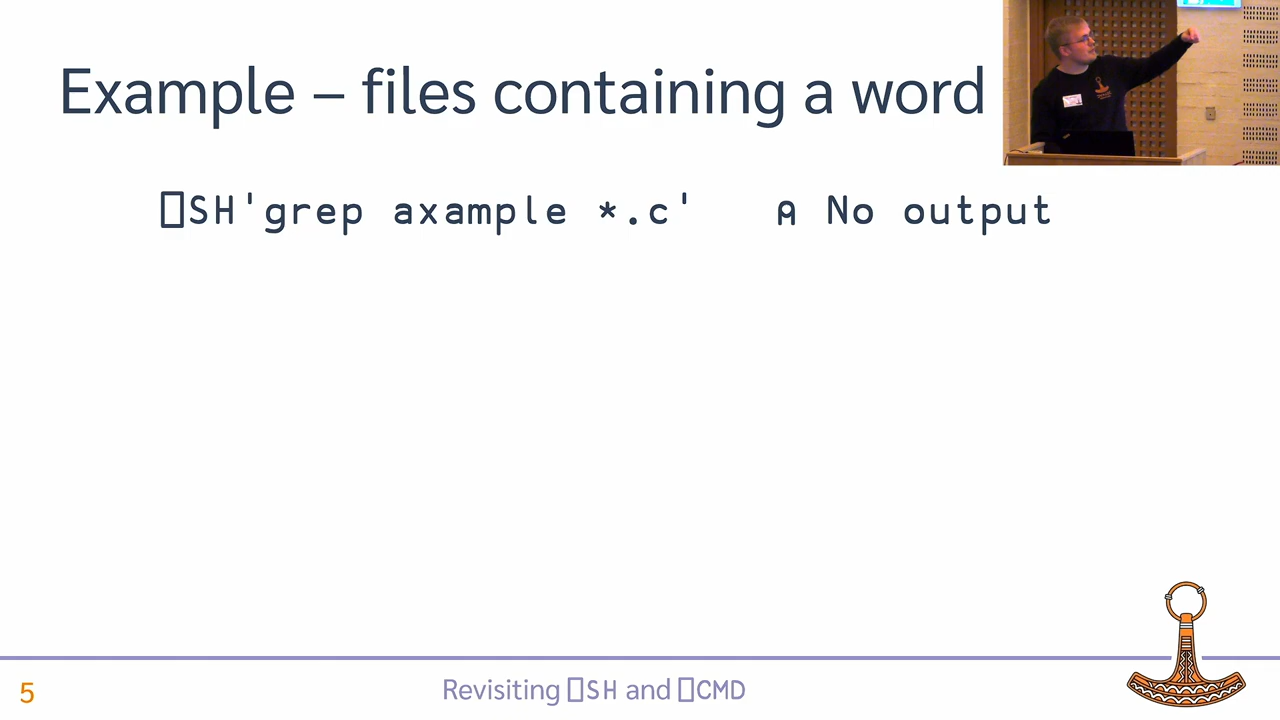 Example – files containing a word
⎕SH'grep axample *.c'   ⍝ No output
5
Revisiting ⎕SH and ⎕CMD